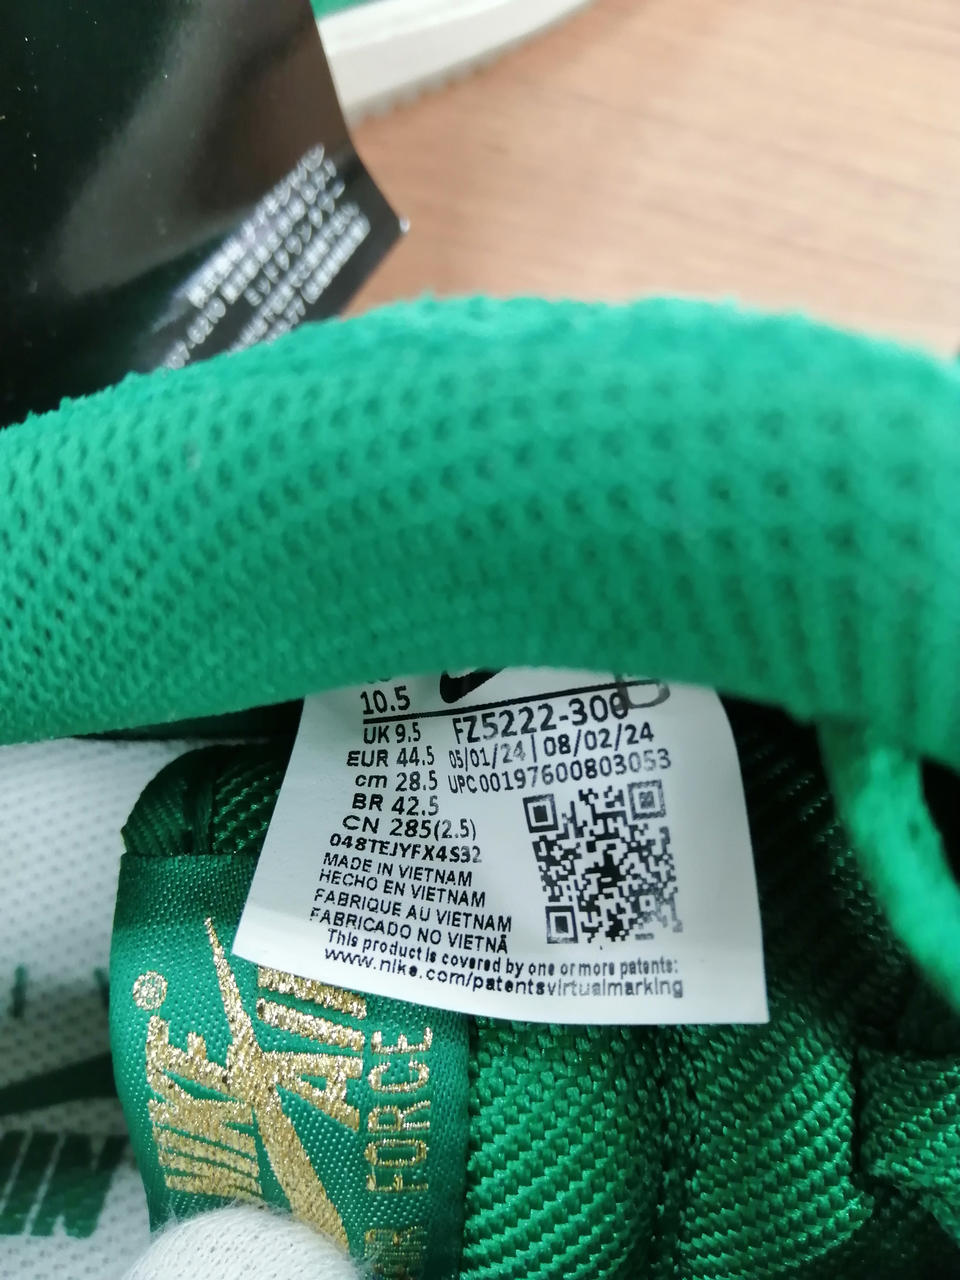 10.5
UK 9.5
EUR 44.5
cm 28.5
BR 42.5
CN 285(2.5)
FZ5222-300
05/01/24 | 08/02/24
UPC 00197600803053
048TEJYFX4S32
MADE IN VIETNAM
HECHO EN VIETNAM
FABRIQUE AU VIETNAM
FABRICADO NO VIETNÃ
This product is covered by one or more patents:
www.nike.com/patentsvirtualmarking
NIKE ®
AIR
FORCE